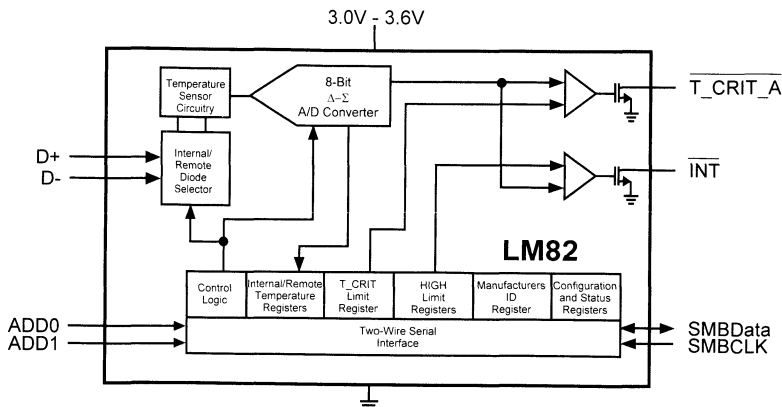 3.0V - 3.6V
Temperature
Sensor
Circuitry
8-Bit
Δ–Σ
A/D Converter
T_CRIT_A
D+
D-
Internal/
Remote
Diode
Selector
INT
LM82
Control
Logic
Internal/Remote
Temperature
Registers
T_CRIT
Limit
Register
HIGH
Limit
Registers
Manufacturers
ID
Register
Configuration
and Status
Registers
ADD0
ADD1
Two-Wire Serial
Interface
SMBData
SMBCLK